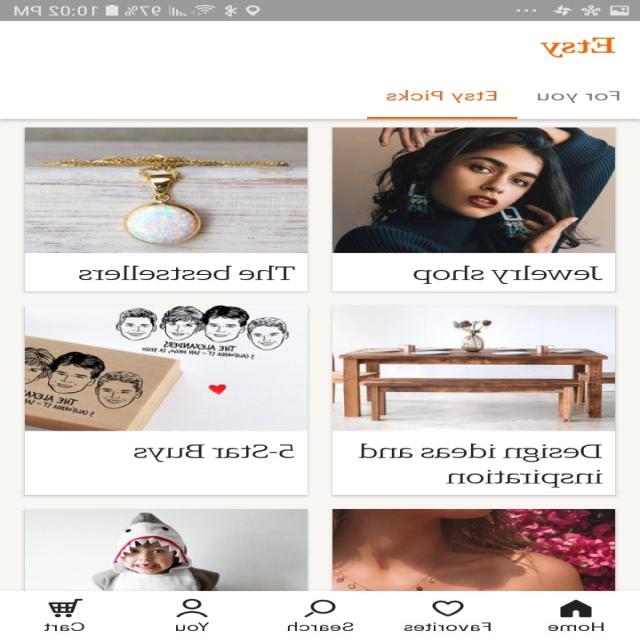 97% 10:02 PM
Etsy
For you
Etsy Picks
Jewelry shop
The bestsellers
THE ALEXANDERS
THE ALEXAN
Design ideas and
inspiration
5-Star Buys
Home
Favorites
Search
You
Cart